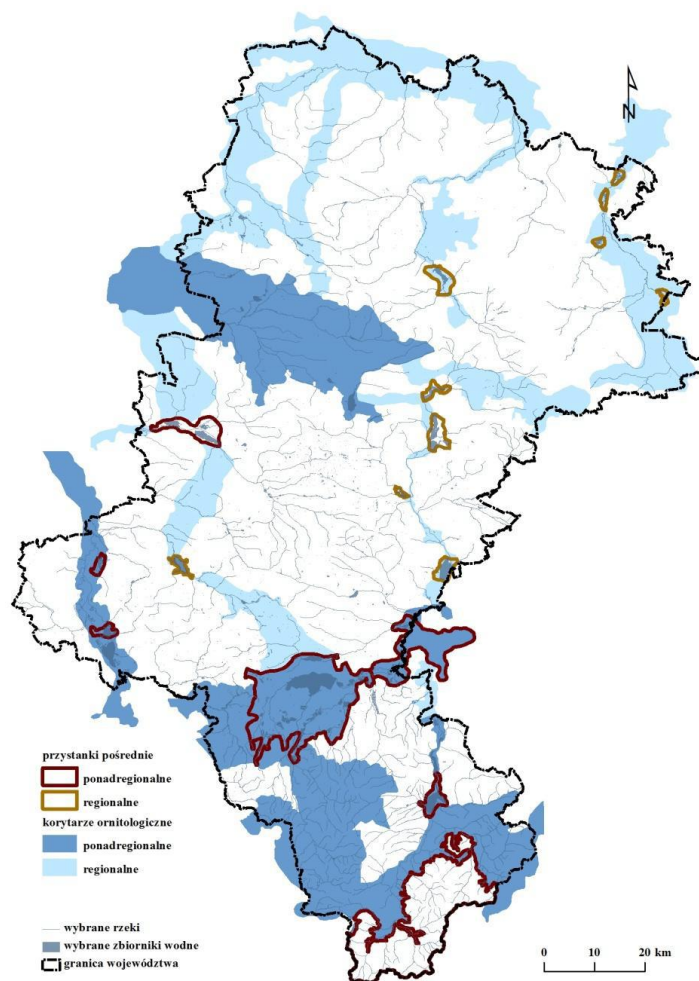 N
przystanki pośrednie
ponadregionalne
regionalne
korytarze ornitologiczne
ponadregionalne
regionalne
wybrane rzeki
wybrane zbiorniki wodne
granica województwa
0 10 20 km